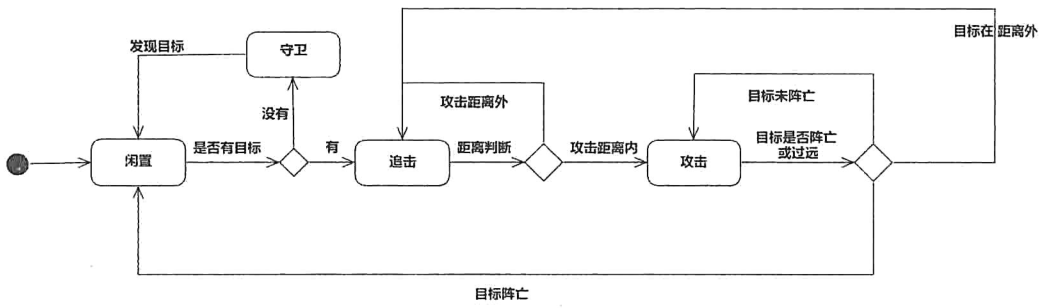 目标在 距离外
发现目标
守卫
攻击距离外
目标未阵亡
没有
是否有目标
有
距离判断
攻击距离内
目标是否阵亡
或过远
闲置
追击
攻击
目标阵亡